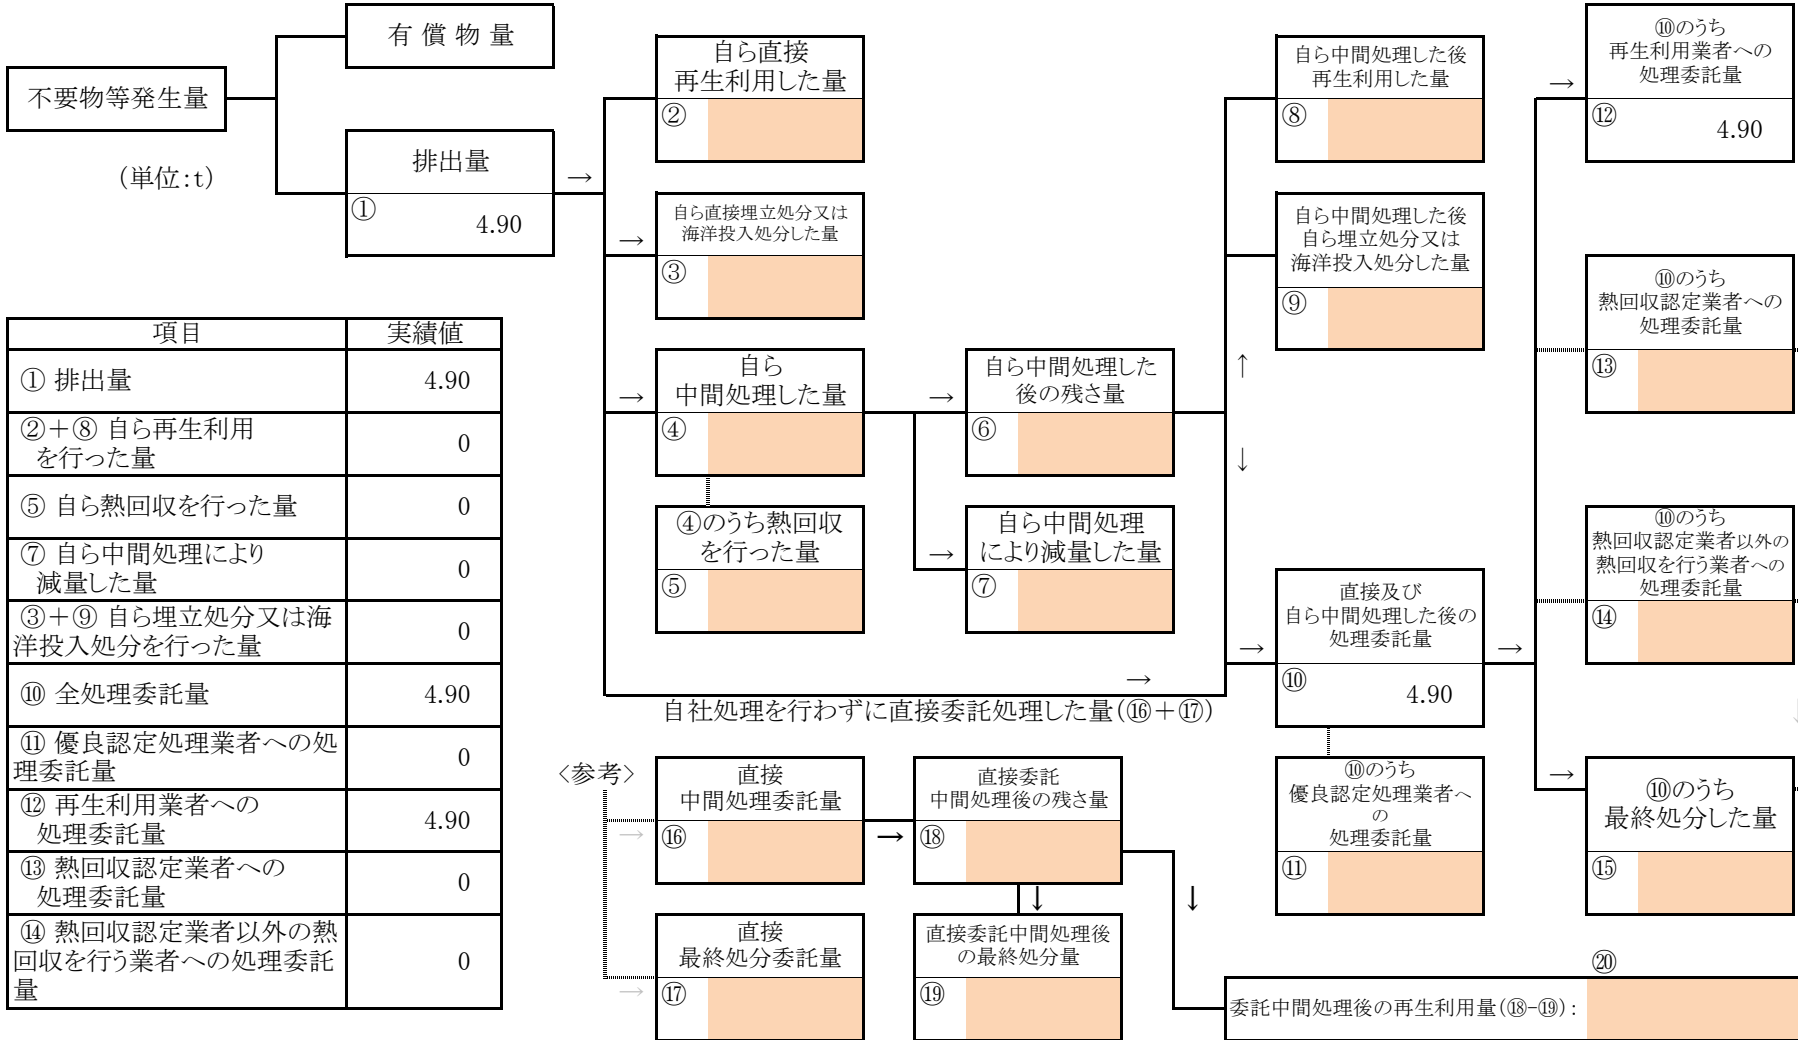 有 償 物 量
不要物等発生量
(単位:t)
排出量
①
4.90
→
自ら直接
再生利用した量
②
→
自ら直接埋立処分又は
海洋投入処分した量
③
→
自ら
中間処理した量
④
④のうち熱回収
を行った量
⑤
→
自ら中間処理した
後の残さ量
⑥
→
自ら中間処理
により減量した量
⑦
自ら中間処理した後
再生利用した量
⑧
自ら中間処理した後
自ら埋立処分又は
海洋投入処分した量
⑨
↑
↓
→
自社処理を行わずに直接委託処理した量(⑯+⑰)
→
直接及び
自ら中間処理した後の
処理委託量
⑩
4.90
→
⑩のうち
優良認定処理業者へ
の
処理委託量
⑪
→
⑩のうち
再生利用業者への
処理委託量
⑫
4.90
⑩のうち
熱回収認定業者への
処理委託量
⑬
⑩のうち
熱回収認定業者以外の
熱回収を行う業者への
処理委託量
⑭
→
⑩のうち
最終処分した量
⑮
項目
実績値
① 排出量
4.90
②+⑧ 自ら再生利用
を行った量
0
⑤ 自ら熱回収を行った量
0
⑦ 自ら中間処理により
減量した量
0
③+⑨ 自ら埋立処分又は海
洋投入処分を行った量
0
⑩ 全処理委託量
4.90
⑪ 優良認定処理業者への処
理委託量
0
⑫ 再生利用業者への
処理委託量
4.90
⑬ 熱回収認定業者への
処理委託量
0
⑭ 熱回収認定業者以外の熱
回収を行う業者への処理委託
量
0
<参考>
→
直接
中間処理委託量
⑯
→
直接委託
中間処理後の残さ量
⑱
↓
↓
→
直接
最終処分委託量
⑰
直接委託中間処理後
の最終処分量
⑲
⑳
委託中間処理後の再生利用量(⑱-⑲):